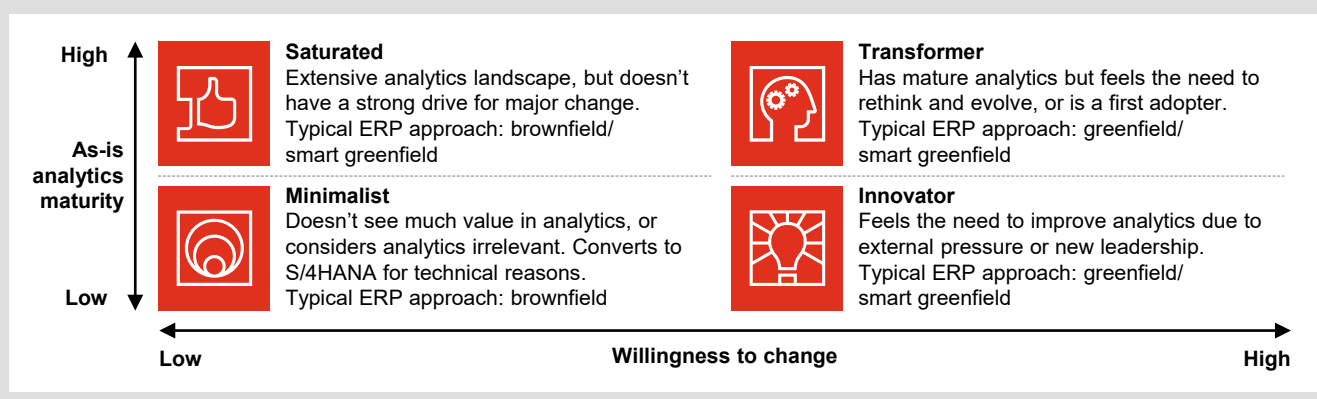 High
As-is
analytics
maturity
Low
Saturated
Extensive analytics landscape, but doesn’t
have a strong drive for major change.
Typical ERP approach: brownfield/
smart greenfield
Transformer
Has mature analytics but feels the need to
rethink and evolve, or is a first adopter.
Typical ERP approach: greenfield/
smart greenfield
Minimalist
Doesn’t see much value in analytics, or
considers analytics irrelevant. Converts to
S/4HANA for technical reasons.
Typical ERP approach: brownfield
Innovator
Feels the need to improve analytics due to
external pressure or new leadership.
Typical ERP approach: greenfield/
smart greenfield
Low
Willingness to change
High